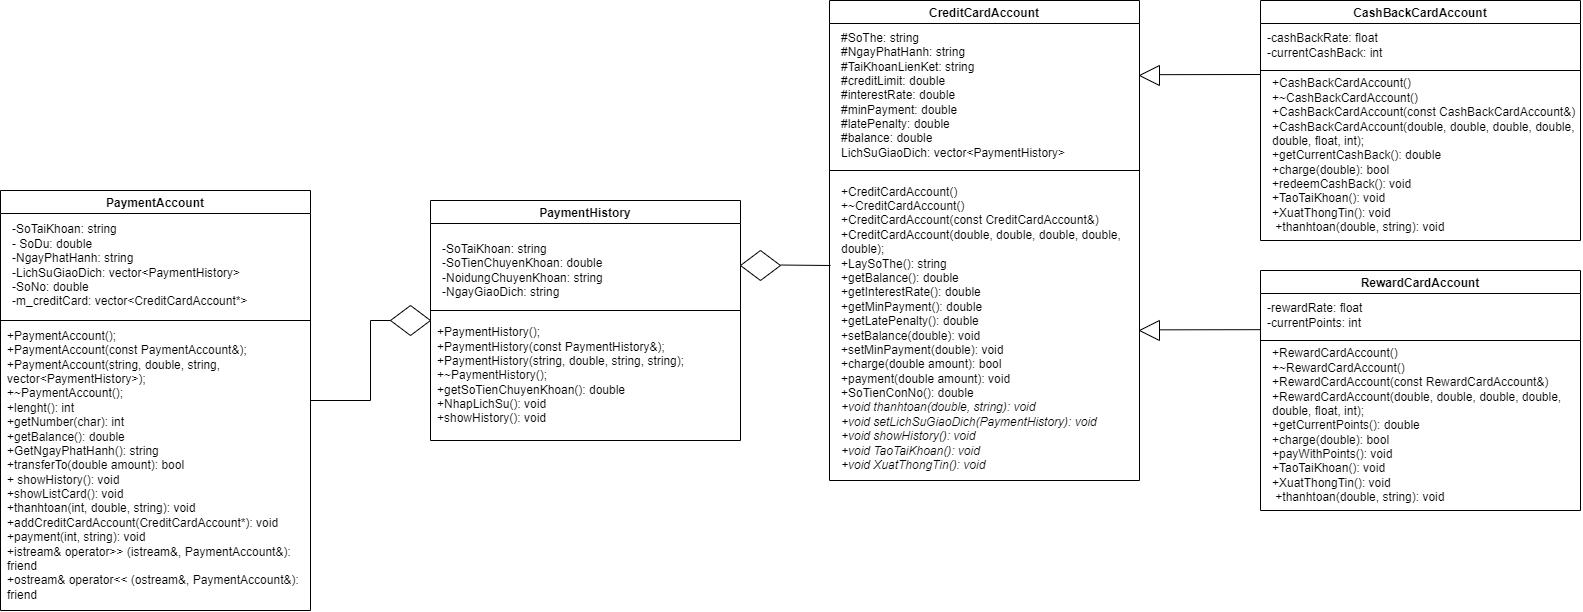 PaymentAccount
-SoTaiKhoan: string
- SoDu: double
-NgayPhatHanh: string
-LichSuGiaoDich: vector<PaymentHistory>
-SoNo: double
-m_creditCard: vector<CreditCardAccount*>
+PaymentAccount();
+PaymentAccount(const PaymentAccount&);
+PaymentAccount(string, double, string,
vector<PaymentHistory>);
+~PaymentAccount();
+lenght(): int
+getNumber(char): int
+getBalance(): double
+GetNgayPhatHanh(): string
+transferTo(double amount): bool
+ showHistory(): void
+showListCard(): void
+thanhtoan(int, double, string): void
+addCreditCardAccount(CreditCardAccount*): void
+payment(int, string): void
+istream& operator>> (istream&, PaymentAccount&):
friend
+ostream& operator<< (ostream&, PaymentAccount&):
friend
PaymentHistory
-SoTaiKhoan: string
-SoTienChuyenKhoan: double
-NoidungChuyenKhoan: string
-NgayGiaoDich: string
+PaymentHistory();
+PaymentHistory(const PaymentHistory&);
+PaymentHistory(string, double, string, string);
+~PaymentHistory();
+getSoTienChuyenKhoan(): double
+NhapLichSu(): void
+showHistory(): void
CreditCardAccount
#SoThe: string
#NgayPhatHanh: string
#TaiKhoanLienKet: string
#creditLimit: double
#interestRate: double
#minPayment: double
#latePenalty: double
#balance: double
LichSuGiaoDich: vector<PaymentHistory>
+CreditCardAccount()
+~CreditCardAccount()
+CreditCardAccount(const CreditCardAccount&)
+CreditCardAccount(double, double, double, double,
double);
+LaySoThe(): string
+getBalance(): double
+getInterestRate(): double
+getMinPayment(): double
+getLatePenalty(): double
+setBalance(double): void
+setMinPayment(double): void
+charge(double amount): bool
+payment(double amount): void
+SoTienConNo(): double
+void thanhtoan(double, string): void
+void setLichSuGiaoDich(PaymentHistory): void
+void showHistory(): void
+void TaoTaiKhoan(): void
+void XuatThongTin(): void
CashBackCardAccount
-cashBackRate: float
-currentCashBack: int
+CashBackCardAccount()
+~CashBackCardAccount()
+CashBackCardAccount(const CashBackCardAccount&)
+CashBackCardAccount(double, double, double, double,
double, float, int);
+getCurrentCashBack(): double
+charge(double): bool
+redeemCashBack(): void
+TaoTaiKhoan(): void
+XuatThongTin(): void
+thanhtoan(double, string): void
RewardCardAccount
-rewardRate: float
-currentPoints: int
+RewardCardAccount()
+~RewardCardAccount()
+RewardCardAccount(const RewardCardAccount&)
+RewardCardAccount(double, double, double, double,
double, float, int);
+getCurrentPoints(): double
+charge(double): bool
+payWithPoints(): void
+TaoTaiKhoan(): void
+XuatThongTin(): void
+thanhtoan(double, string): void